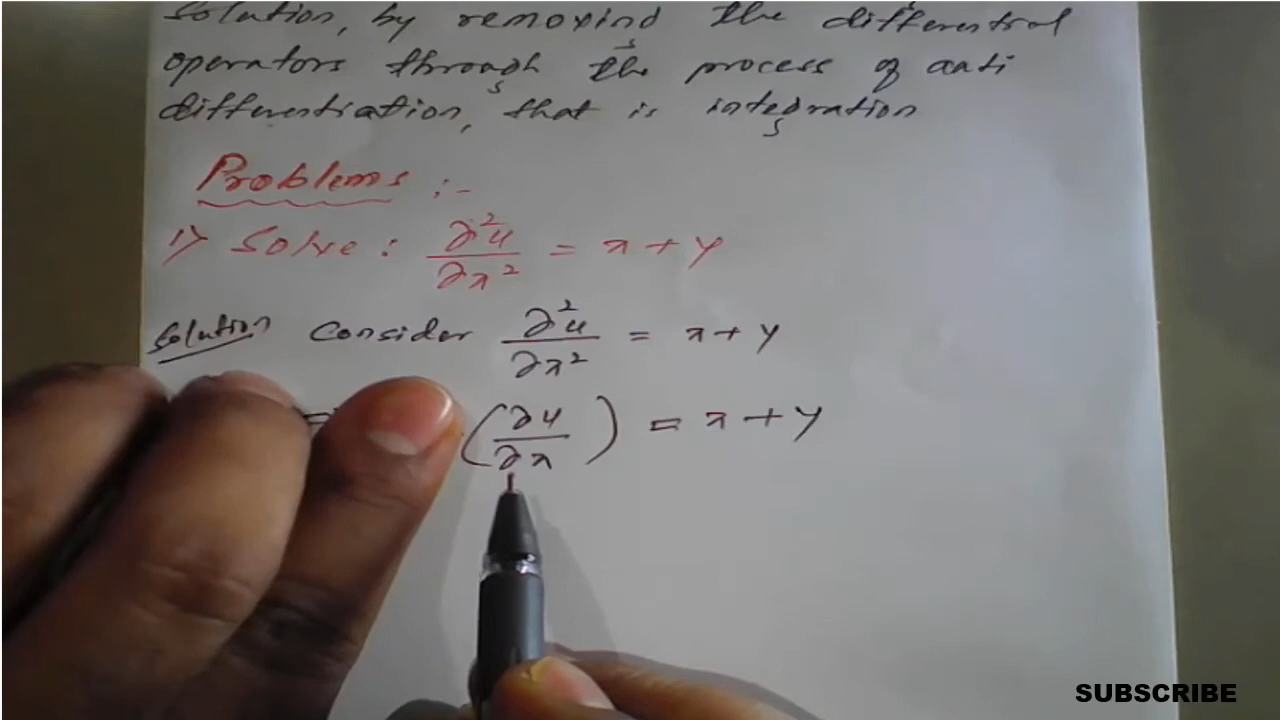 solution, by removing the differential
operators through the process of anti
differentiation, that is integration
Problems :-
1) Solve : ∂²u/∂x² = x + y
Solution Consider ∂²u/∂x² = x + y
= (∂u/∂x) = x + y
SUBSCRIBE